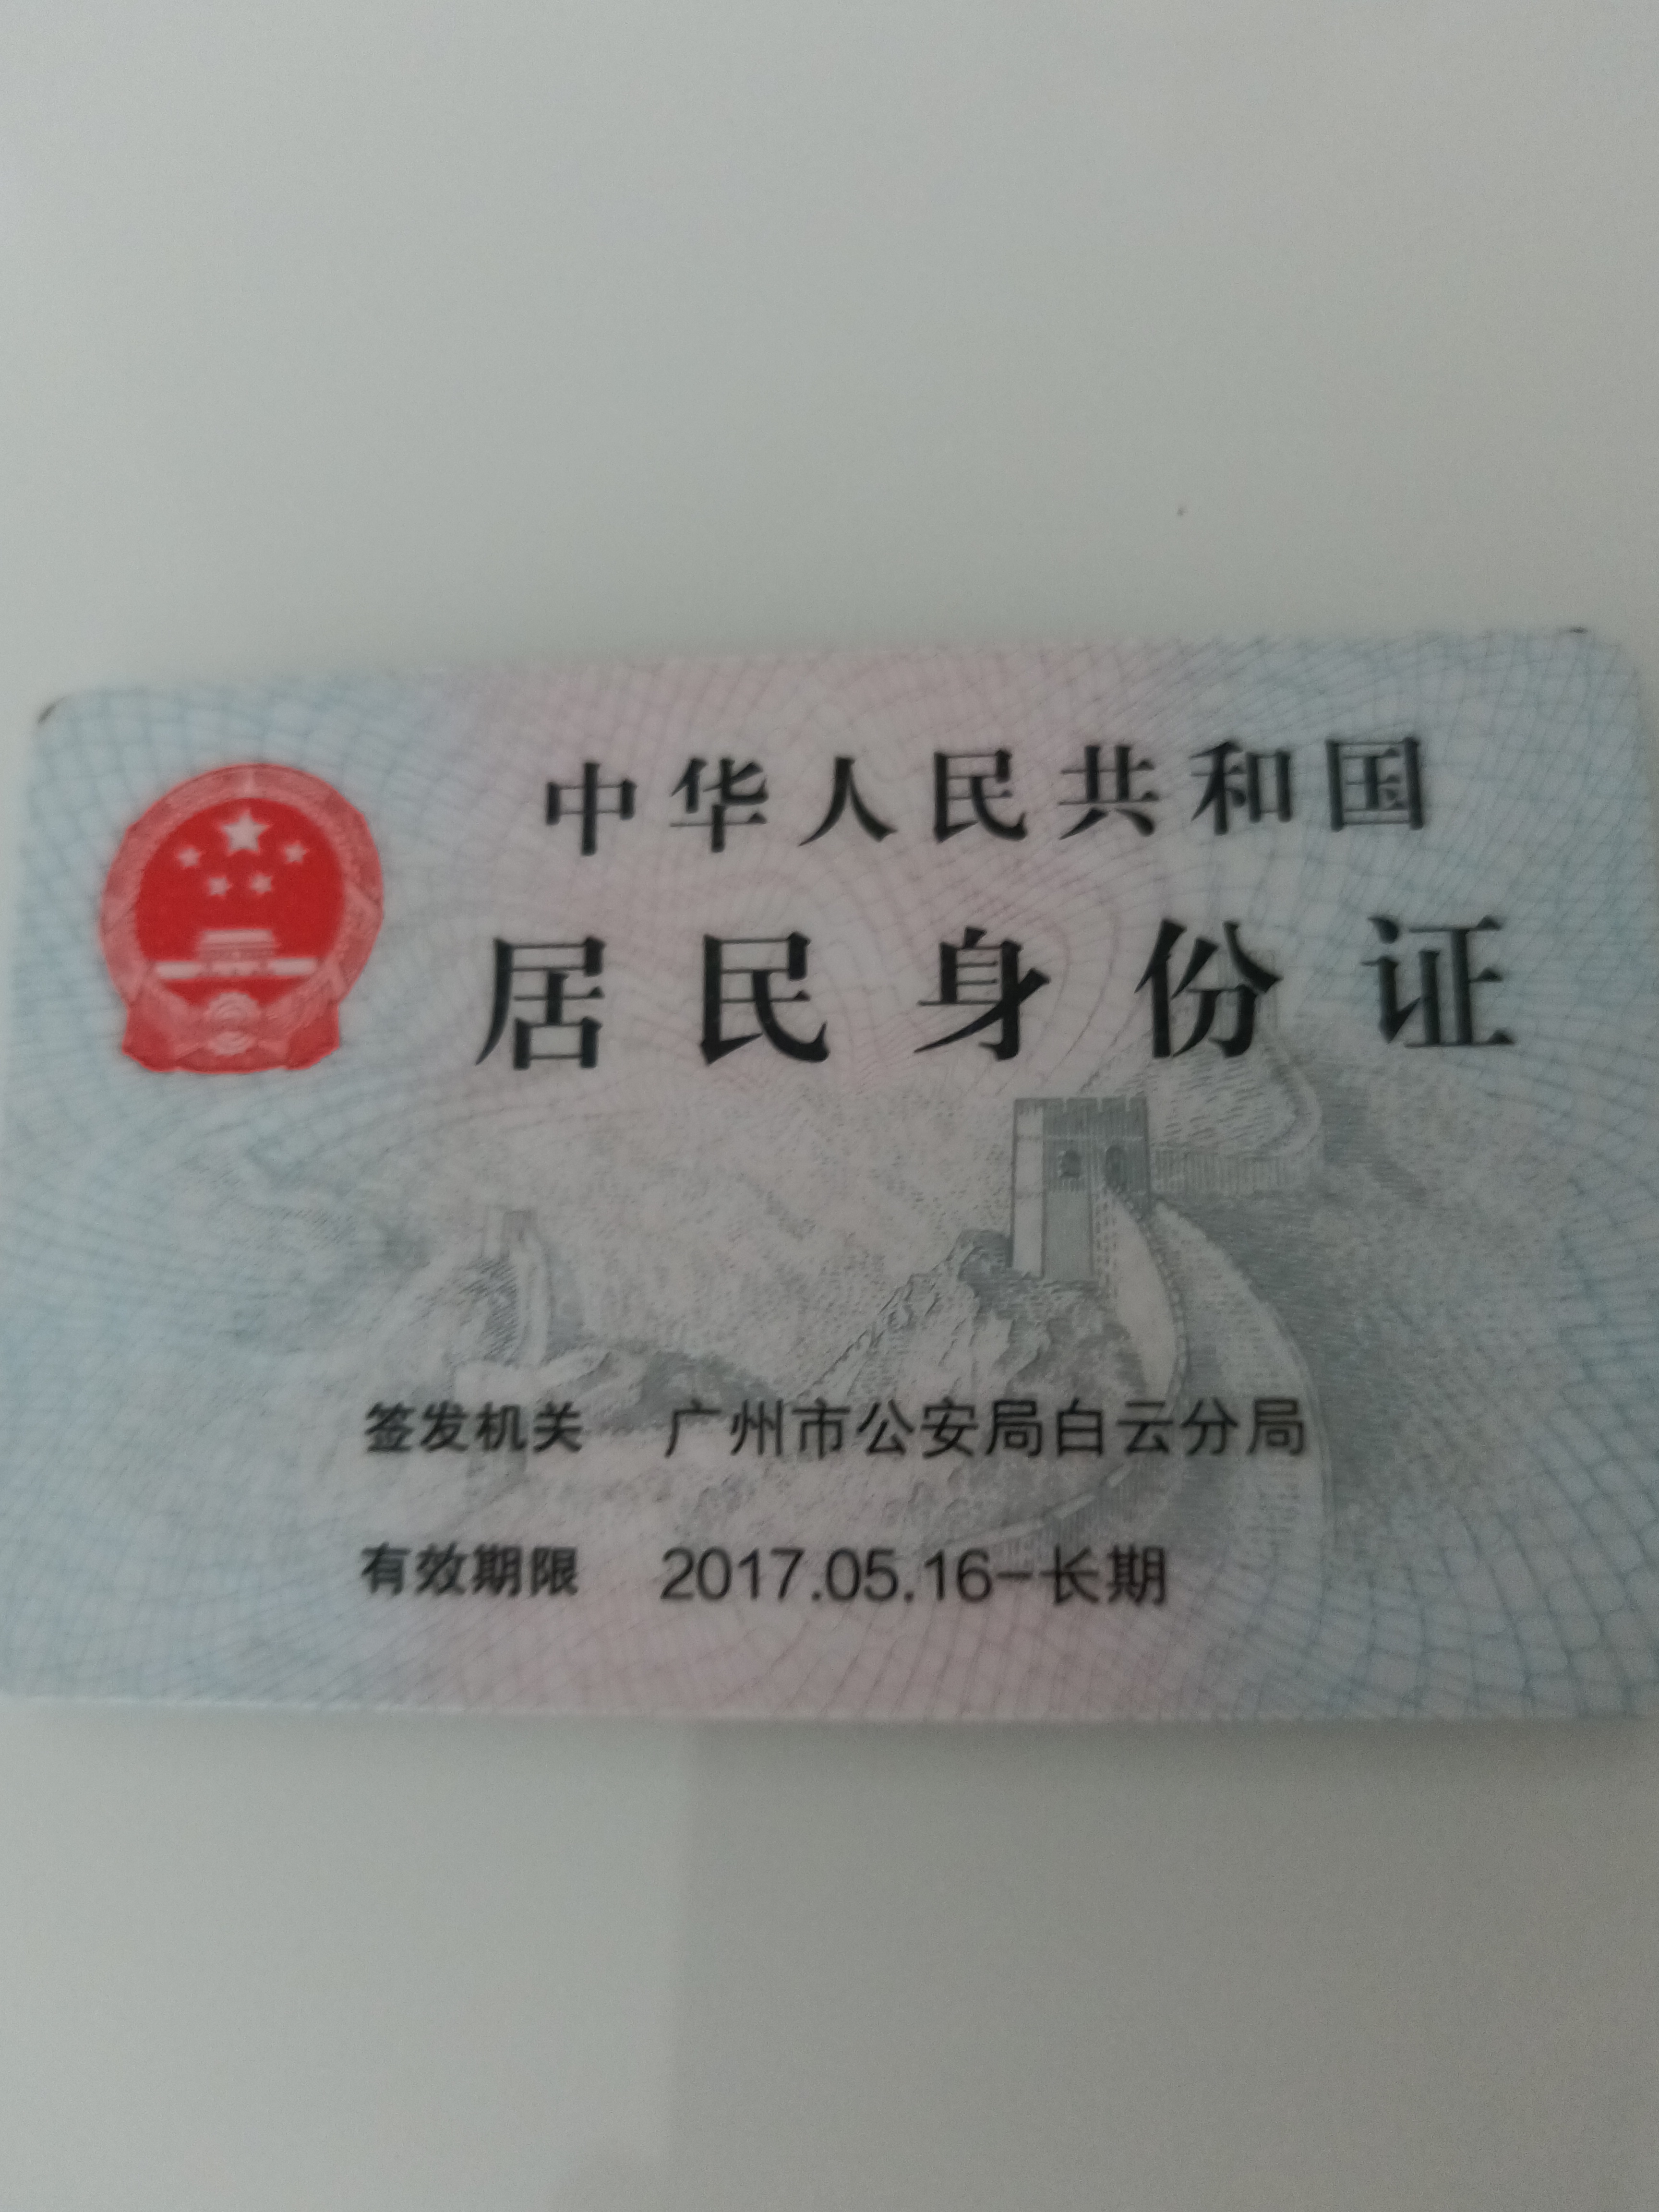 中华人民共和国
居民身份证
签发机关 广州市公安局白云分局
有效期限 2017.05.16-长期